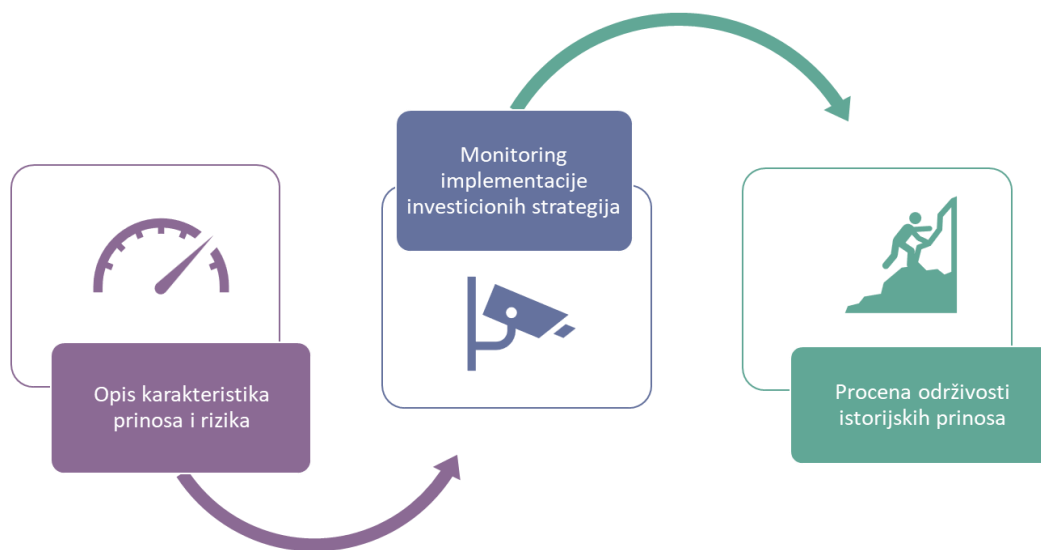 Opis karakteristika
prinosa i rizika
Monitoring
implementacije
investicionih strategija
Procena održivosti
istorijskih prinosa